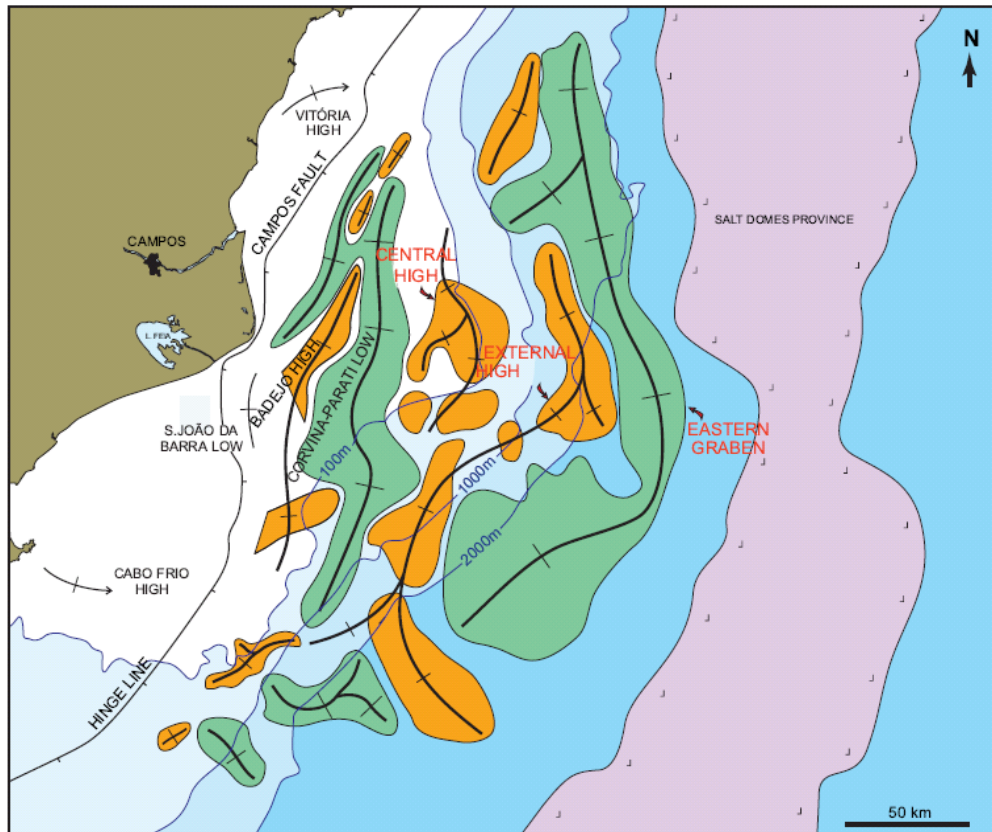 N
VITÓRIA
HIGH
CAMPOS FAULT
SALT DOMES PROVINCE
CAMPOS
CENTRAL
HIGH
L. FEIA
EXTERNAL
HIGH
BADEJO HIGH
CORVINA-PARATI LOW
S.JOÃO DA
BARRA LOW
EASTERN
GRABEN
100m
1000m
2000m
CABO FRIO
HIGH
HINGE LINE
50 km